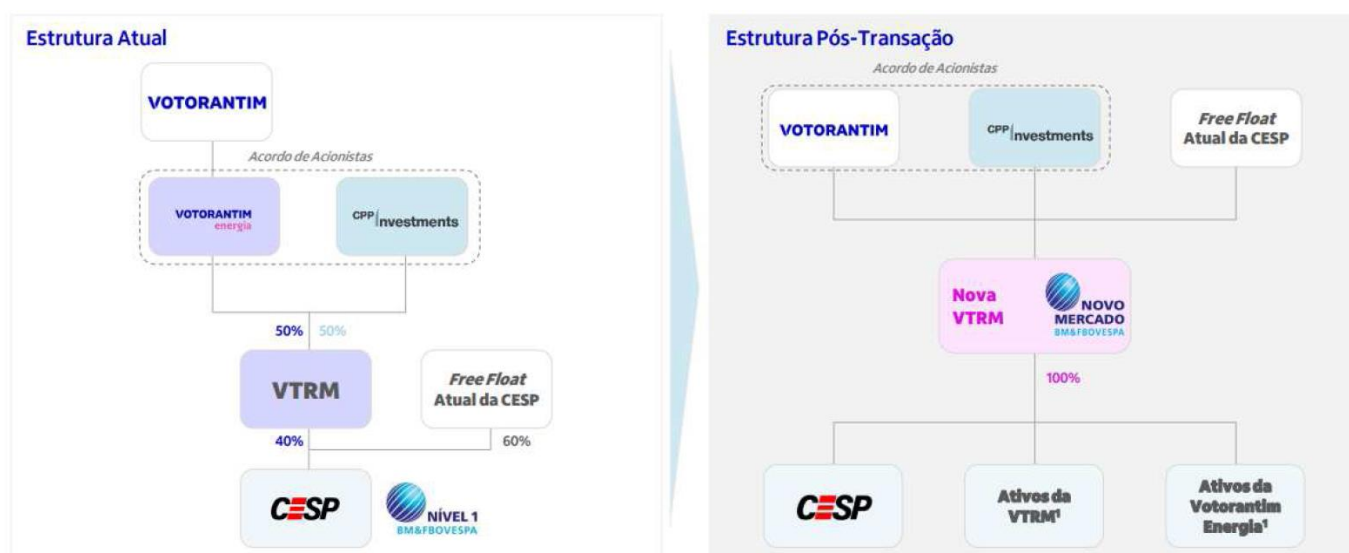 Estrutura Atual
VOTORANTIM
Acordo de Acionistas
VOTORANTIM
energia
CPP Investments
50% 50%
VTRM
Free Float
Atual da CESP
40%
60%
CESP
NÍVEL 1
BM&FBOVESPA
Estrutura Pós-Transação
Acordo de Acionistas
VOTORANTIM
CPP Investments
Free Float
Atual da CESP
Nova
VTRM
NOVO
MERCADO
BM&FBOVESPA
100%
CESP
Ativos da
VTRM¹
Ativos da
Votorantim
Energia¹